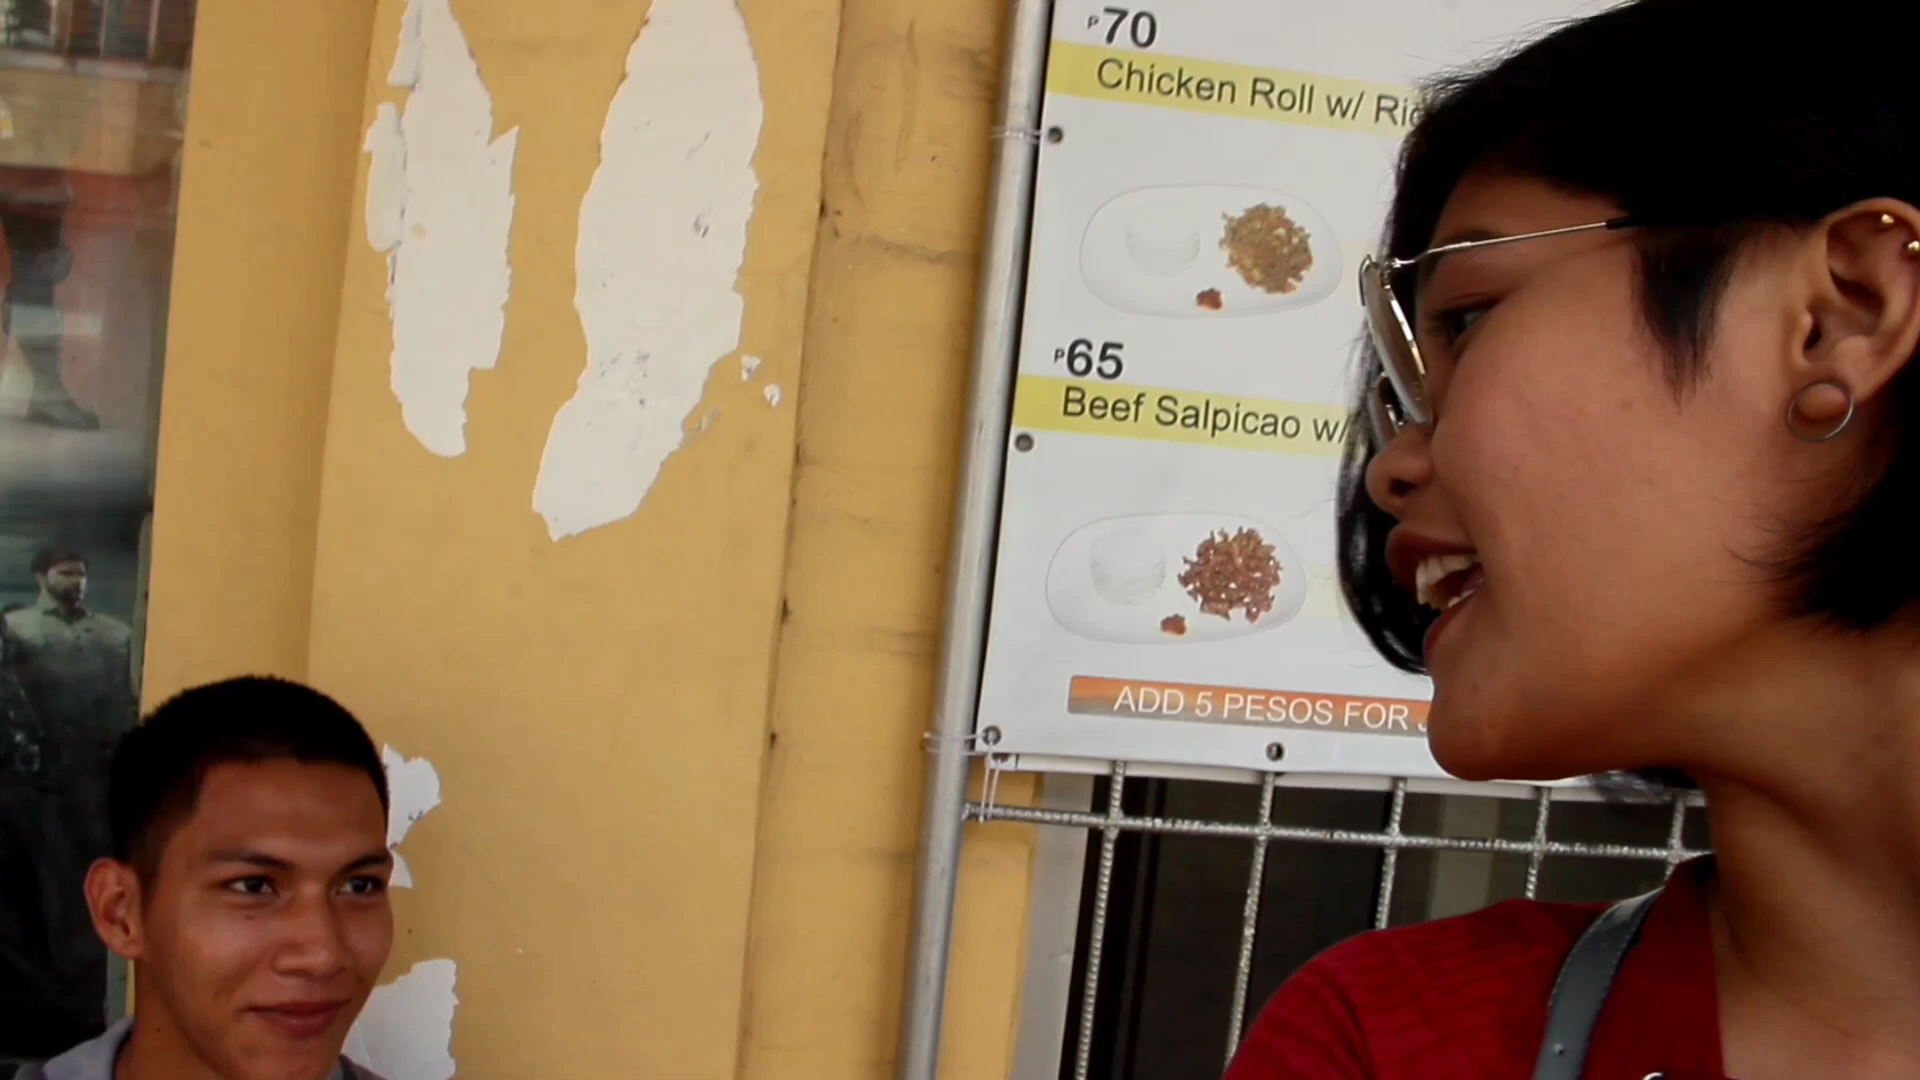 ₱70
Chicken Roll w/
₱65
Beef Salpicao w/
ADD 5 PESOS FOR